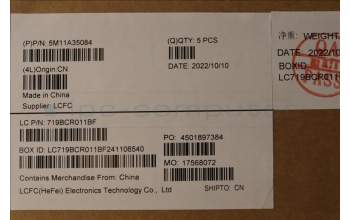 (P)P/N: 5M11A35084
(Q)QTY: 5 PCS
(4L)Origin CN
DATE: 2022/10/10
Made in China
Supplier: LCFC
净重: WEIGHT
DATE: 2022/10
BOXID
LC719BCR011B
LC P/N: 719BCR011BF
PO: 4501897384
BOX ID: LC719BCR011BF241106540
MO: 17568072
Contains Merchandise From: China
LCFC(HeFei) Electronics Technology Co., Ltd
SHIPTO: CN